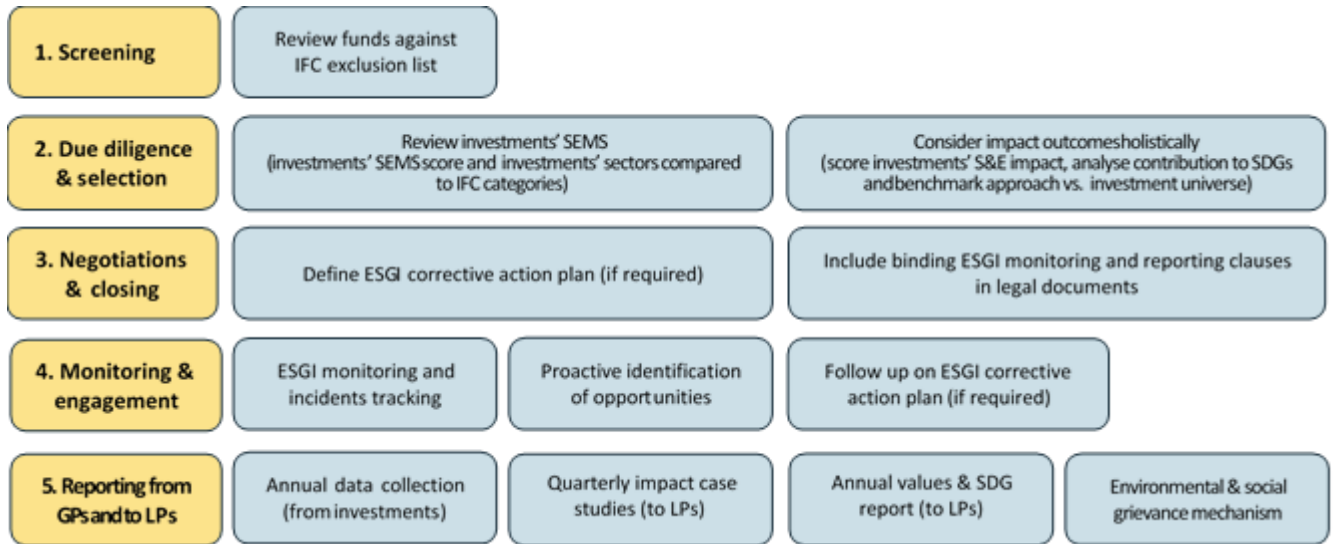 1. Screening
Review funds against
IFC exclusion list
2. Due diligence
& selection
Review investments' SEMS
(investments' SEMS score and investments' sectors compared
to IFC categories)
Consider impact outcomes holistically
(score investments' S&E impact, analyse contribution to SDGs
and benchmark approach vs. investment universe)
3. Negotiations
& closing
Define ESGI corrective action plan (if required)
Include binding ESGI monitoring and reporting clauses
in legal documents
4. Monitoring &
engagement
ESGI monitoring and
incidents tracking
Proactive identification
of opportunities
Follow up on ESGI corrective
action plan (if required)
5. Reporting from
GPs and to LPs
Annual data collection
(from investments)
Quarterly impact case
studies (to LPs)
Annual values & SDG
report (to LPs)
Environmental & social
grievance mechanism